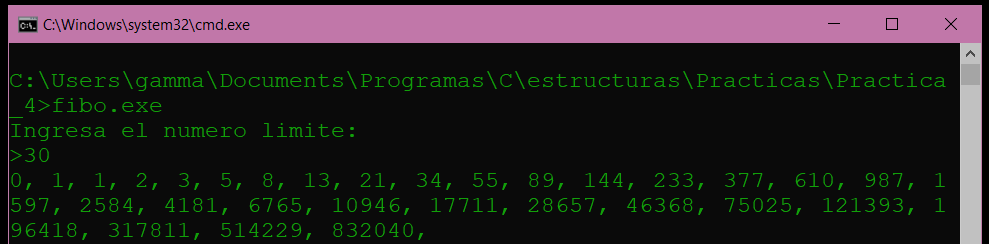 C:\Windows\system32\cmd.exe
C:\Users\gamma\Documents\Programas\C\estructuras\Practicas\Practica
_4>fibo.exe
Ingresa el numero limite:
>30
0, 1, 1, 2, 3, 5, 8, 13, 21, 34, 55, 89, 144, 233, 377, 610, 987, 1
597, 2584, 4181, 6765, 10946, 17711, 28657, 46368, 75025, 121393, 1
96418, 317811, 514229, 832040,